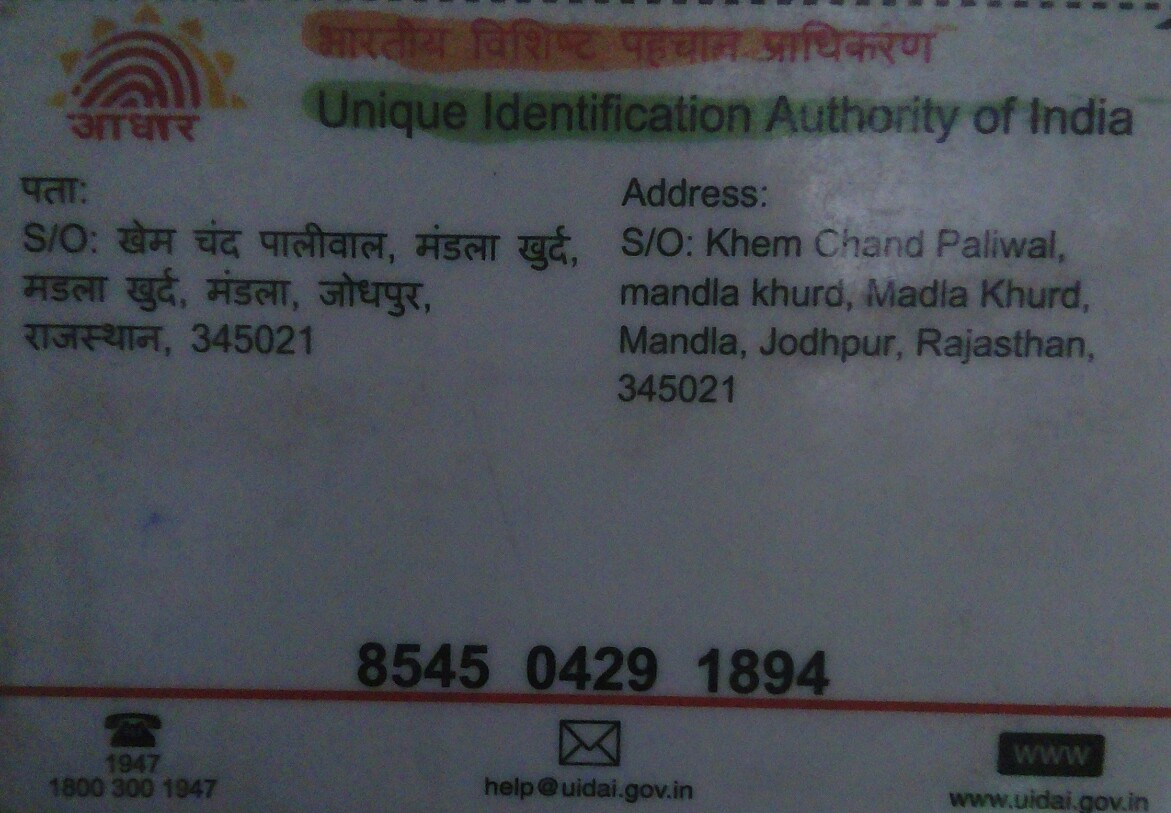 आधार
भारतीय विशिष्ट पहचान प्राधिकरण
Unique Identification Authority of India
पता:
S/O: खेम चंद पालीवाल, मंडला खुर्द,
मडला खुर्द, मंडला, जोधपुर,
राजस्थान, 345021
Address:
S/O: Khem Chand Paliwal,
mandla khurd, Madla Khurd,
Mandla, Jodhpur, Rajasthan,
345021
8545 0429 1894
1947
1800 300 1947
help@uidai.gov.in
www
www.uidai.gov.in